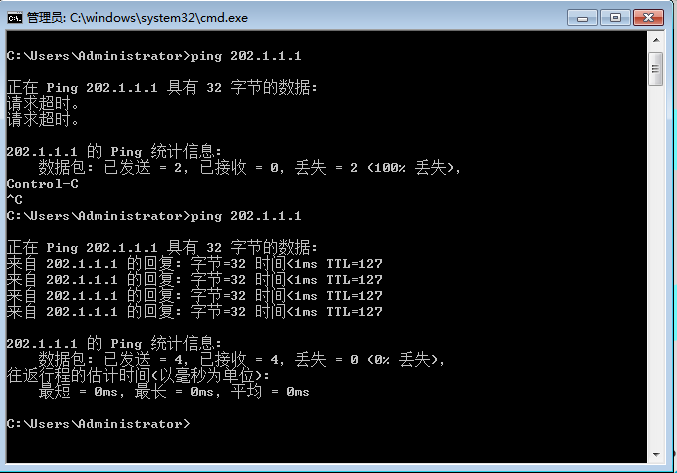 管理员: C:\windows\system32\cmd.exe
C:\Users\Administrator>ping 202.1.1.1
正在 Ping 202.1.1.1 具有 32 字节的数据:
请求超时。
请求超时。
202.1.1.1 的 Ping 统计信息:
数据包: 已发送 = 2，已接收 = 0，丢失 = 2 (100% 丢失)，
Control-C
^C
C:\Users\Administrator>ping 202.1.1.1
正在 Ping 202.1.1.1 具有 32 字节的数据:
来自 202.1.1.1 的回复: 字节=32 时间<1ms TTL=127
来自 202.1.1.1 的回复: 字节=32 时间<1ms TTL=127
来自 202.1.1.1 的回复: 字节=32 时间<1ms TTL=127
来自 202.1.1.1 的回复: 字节=32 时间<1ms TTL=127
202.1.1.1 的 Ping 统计信息:
数据包: 已发送 = 4，已接收 = 4，丢失 = 0 (0% 丢失)，
往返行程的估计时间(以毫秒为单位):
最短 = 0ms，最长 = 0ms，平均 = 0ms
C:\Users\Administrator>